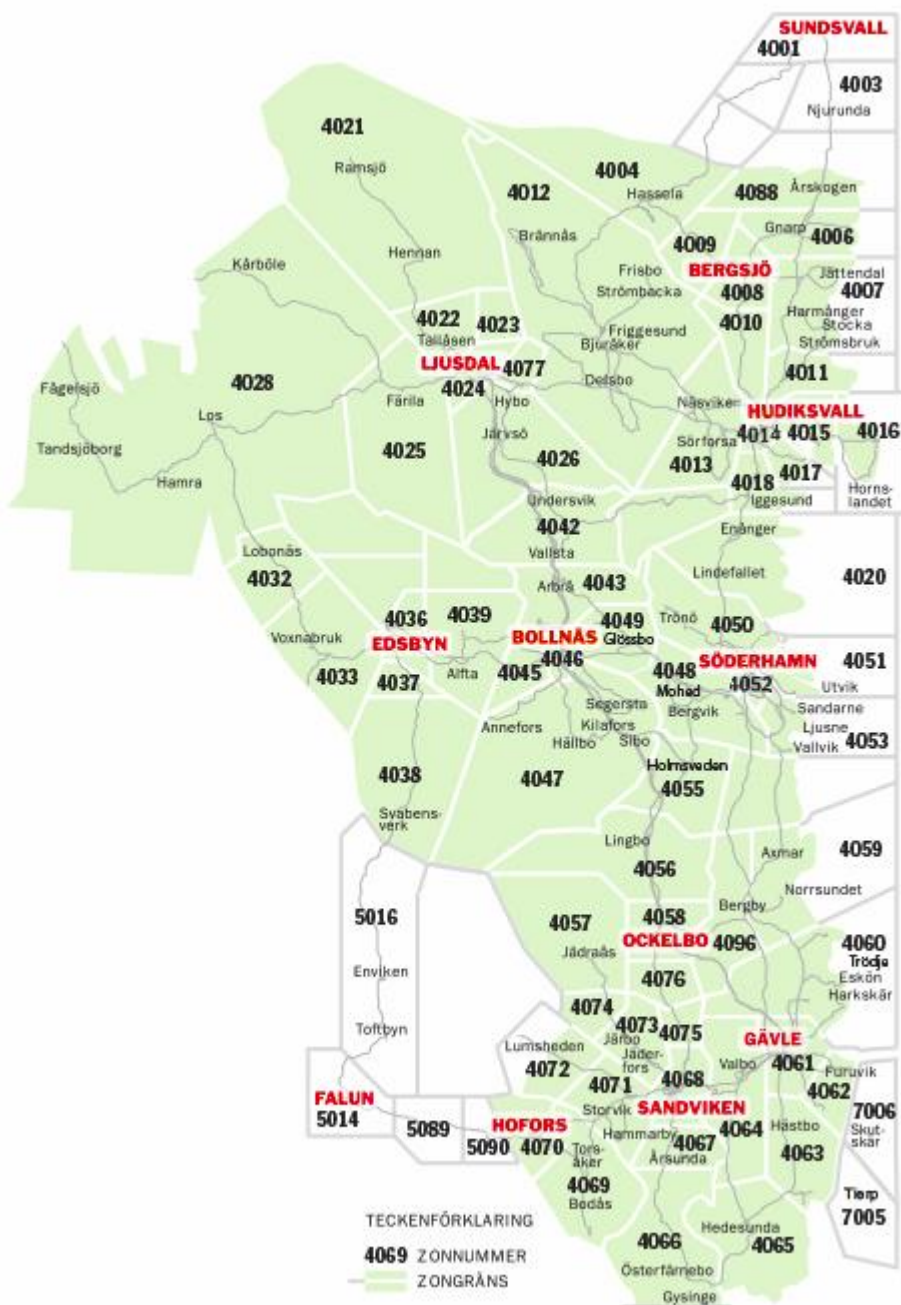 SUNDSVALL
4001
4003
Njurunda
4021
Ramsjö
4004
Hassela
4012
4088
Årskogen
Brännås
Gnarp
4006
4009
Hennan
Kårböle
Frisbo
BERGSJÖ
Jättendal
Strömbacka
4008
4007
4010
Harmånger
Stocka
Strömsbruk
4022
4023
Friggesund
Bjuråker
Tallåsen
LJUSDAL
4077
4011
4028
4024
Delsbo
Fågelsjö
Färila
Hybo
Näsviken
HUDIKSVALL
Los
Järvsö
4014
4015
4016
Sörforsa
4025
4026
4013
4017
Tandsjöborg
Hamra
4018
Horns-
landet
Undersvik
Iggesund
4042
Enånger
Vallsta
Lobonäs
4032
Arbrå
4043
Lindefallet
4020
4036
4039
4049
Trönö
4050
Voxnabruk
EDSBYN
BOLLNÄS
Glössbo
4046
SÖDERHAMN
4051
4033
4037
Alfta
4045
4048
4052
Utvik
Mohed
Segersta
Bergvik
Sandarne
Annefors
Kilafors
Ljusne
Hällbo
Sibo
Vallvik
4053
4038
4047
Holmsveden
4055
Svabens-
verk
Lingbo
Axmar
4059
4056
Norrsundet
5016
4057
4058
Bergby
Jädraås
OCKELBO
4096
4060
Trödje
Enviken
4076
Eskön
Harkskär
4074
Toftbyn
4073
4075
GÄVLE
Lumsheden
Järbo
Jäder-
fors
Valbo
4061
Furuvik
4072
4071
4068
4062
FALUN
7006
5014
Storvik
SANDVIKEN
5089
HOFORS
Hammarby
4064
Hästbo
Skut-
skär
5090
4070
Tors-
åker
4067
4063
Årsunda
4069
Bodås
Tierp
7005
TECKENFÖRKLARING
Hedesunda
4066
4065
4069 ZONNUMMER
Österfärnebo
ZONGRÄNS
Gysinge